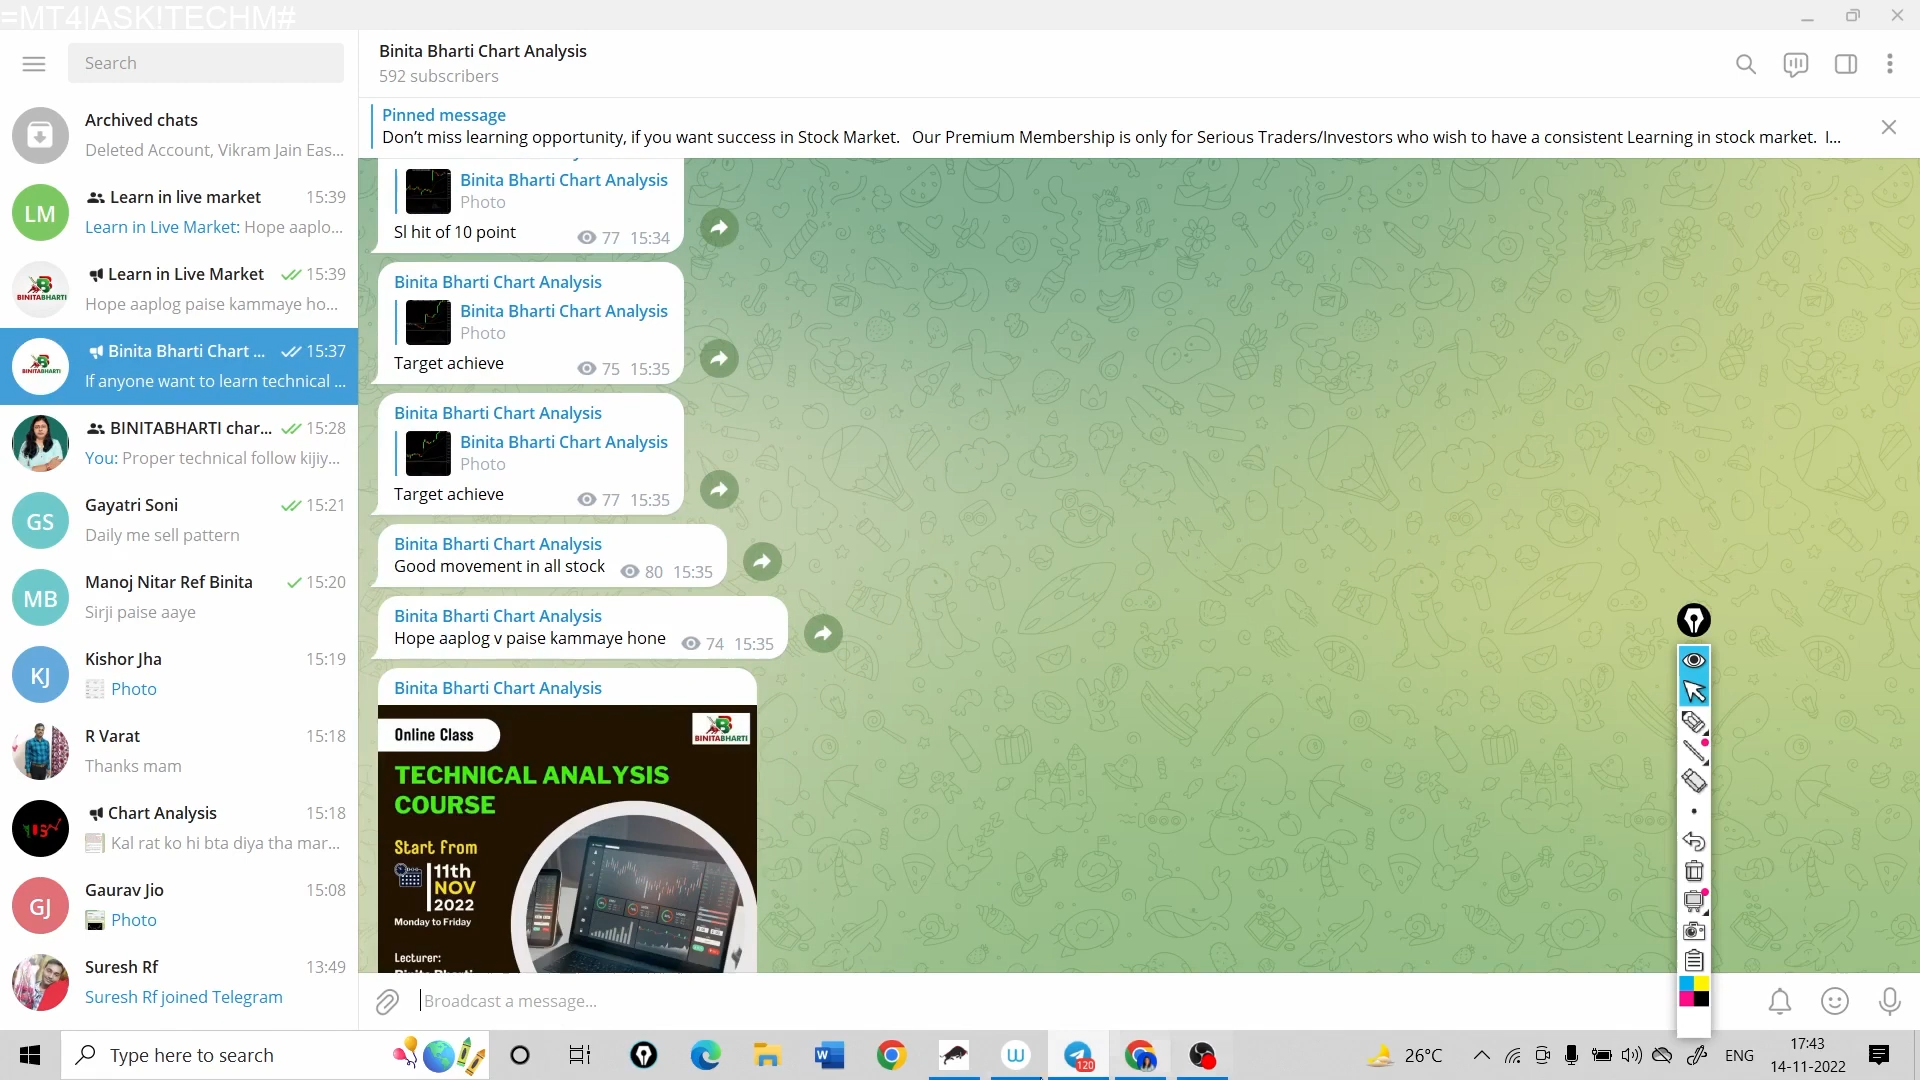 =MT4|ASK!TECHM#
Search
Archived chats
Deleted Account, Vikram Jain Eas...
LM
Learn in live market 15:39
Learn in Live Market: Hope aaplo...
BINITABHARTI
Learn in Live Market 15:39
Hope aaplog paise kammaye ho...
BINITABHARTI
Binita Bharti Chart ... 15:37
If anyone want to learn technical ...
BINITABHARTI char... 15:28
You: Proper technical follow kijiy...
GS
Gayatri Soni 15:21
Daily me sell pattern
MB
Manoj Nitar Ref Binita 15:20
Sirji paise aaye
KJ
Kishor Jha 15:19
Photo
R Varat 15:18
Thanks mam
Chart Analysis 15:18
Kal rat ko hi bta diya tha mar...
GJ
Gaurav Jio 15:08
Photo
Suresh Rf 13:49
Suresh Rf joined Telegram
Binita Bharti Chart Analysis
592 subscribers
Pinned message
Don't miss learning opportunity, if you want success in Stock Market. Our Premium Membership is only for Serious Traders/Investors who wish to have a consistent Learning in stock market. I...
Binita Bharti Chart Analysis
Photo
Sl hit of 10 point 77 15:34
Binita Bharti Chart Analysis
Binita Bharti Chart Analysis
Photo
Target achieve 75 15:35
Binita Bharti Chart Analysis
Binita Bharti Chart Analysis
Photo
Target achieve 77 15:35
Binita Bharti Chart Analysis
Good movement in all stock 80 15:35
Binita Bharti Chart Analysis
Hope aaplog v paise kammaye hone 74 15:35
Binita Bharti Chart Analysis
Online Class
BINITABHARTI
TECHNICAL ANALYSIS
COURSE
Start from
11th
NOV
2022
Monday to Friday
Lecturer:
Broadcast a message...
Type here to search
120
26°C
ENG
17:43
14-11-2022